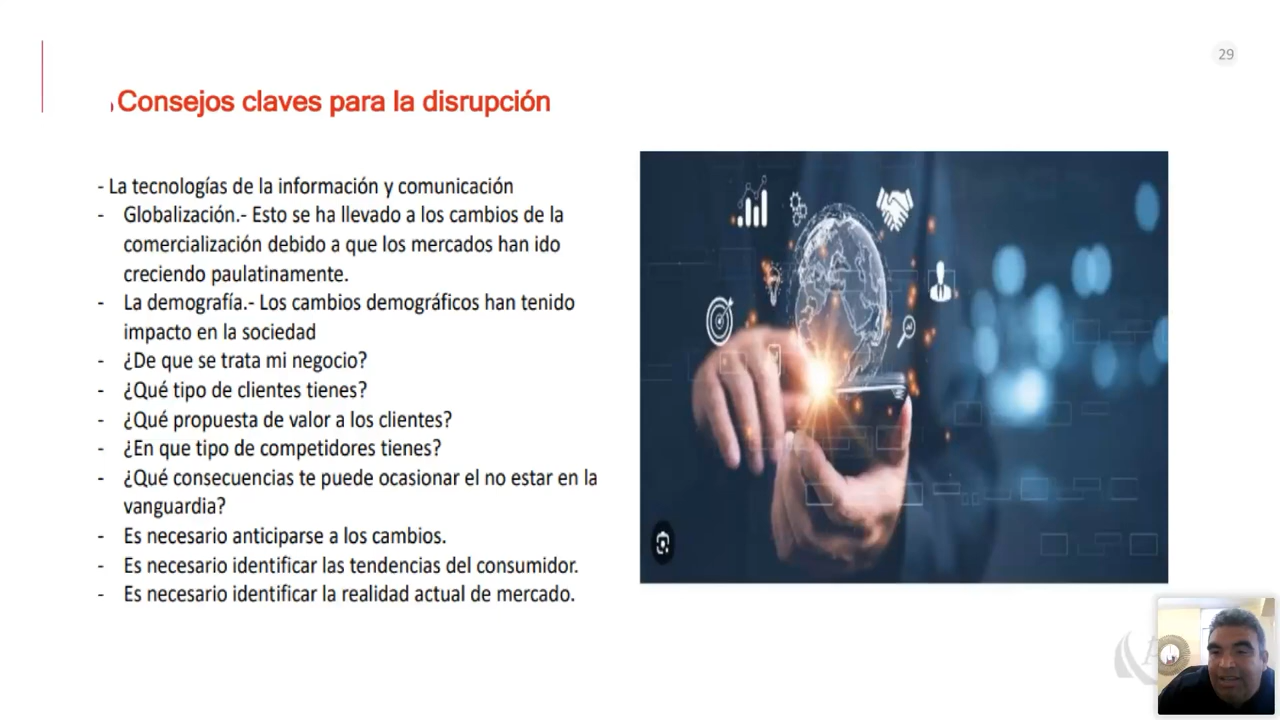 29
Consejos claves para la disrupción
- La tecnologías de la información y comunicación
- Globalización.- Esto se ha llevado a los cambios de la
comercialización debido a que los mercados han ido
creciendo paulatinamente.
- La demografía.- Los cambios demográficos han tenido
impacto en la sociedad
- ¿De que se trata mi negocio?
- ¿Qué tipo de clientes tienes?
- ¿Qué propuesta de valor a los clientes?
- ¿En que tipo de competidores tienes?
- ¿Qué consecuencias te puede ocasionar el no estar en la
vanguardia?
- Es necesario anticiparse a los cambios.
- Es necesario identificar las tendencias del consumidor.
- Es necesario identificar la realidad actual de mercado.